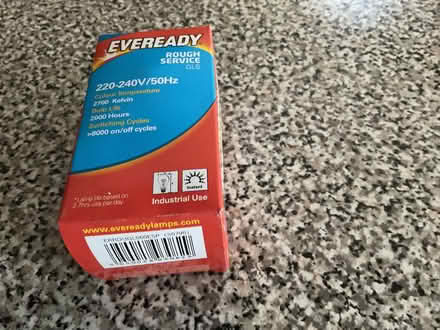 EVEREADY
ROUGH
SERVICE
GLS
220-240V/50Hz
Colour Temperature
2700 Kelvin
Bulb Life
2000 Hours
Switching Cycles
>8000 on/off cycles
Instant
Industrial Use
www.evereadylamps.com